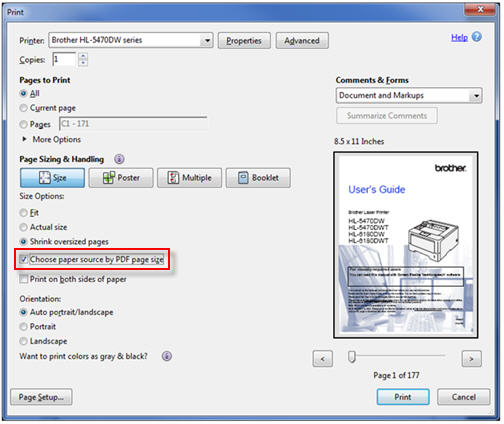 Print
Printer: Brother HL-5470DW series Properties Advanced Help
Copies: 1
Pages to Print
All
Current page
Pages C1 - 171
More Options
Comments & Forms
Document and Markups
Summarize Comments
8.5 x 11 Inches
Page Sizing & Handling
Size Poster Multiple Booklet
Size Options:
Fit
Actual size
Shrink oversized pages
Choose paper source by PDF page size
Print on both sides of paper
Orientation:
Auto portrait/landscape
Portrait
Landscape
Want to print colors as gray & black?
brother.
User's Guide
Brother Laser Printer
HL-5470DW
HL-5470DWT
HL-6180DW
HL-6180DWT
For visually-impaired users
< >
Page 1 of 177
Page Setup... Print Cancel